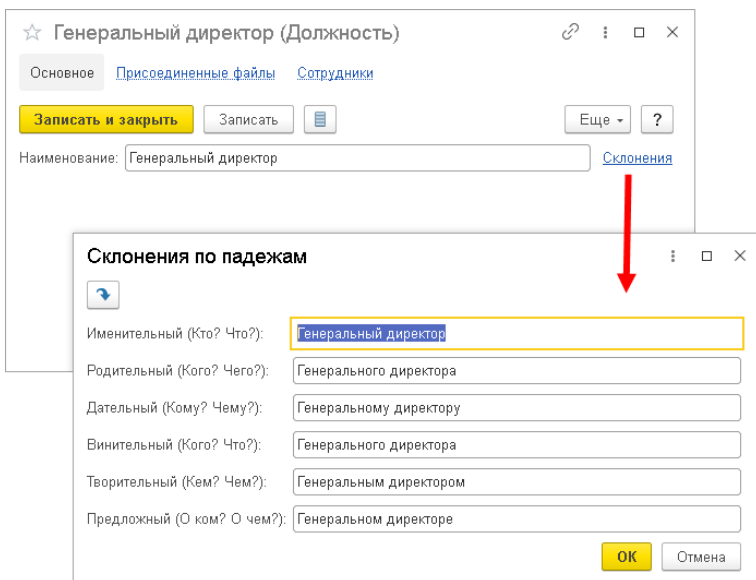 Генеральный директор (Должность)
Основное Присоединенные файлы Сотрудники
Записать и закрыть Записать Еще ?
Наименование: Генеральный директор Склонения
Склонения по падежам
Именительный (Кто? Что?): Генеральный директор
Родительный (Кого? Чего?): Генерального директора
Дательный (Кому? Чему?): Генеральному директору
Винительный (Кого? Что?): Генерального директора
Творительный (Кем? Чем?): Генеральным директором
Предложный (О ком? О чем?): Генеральном директоре
ОК Отмена